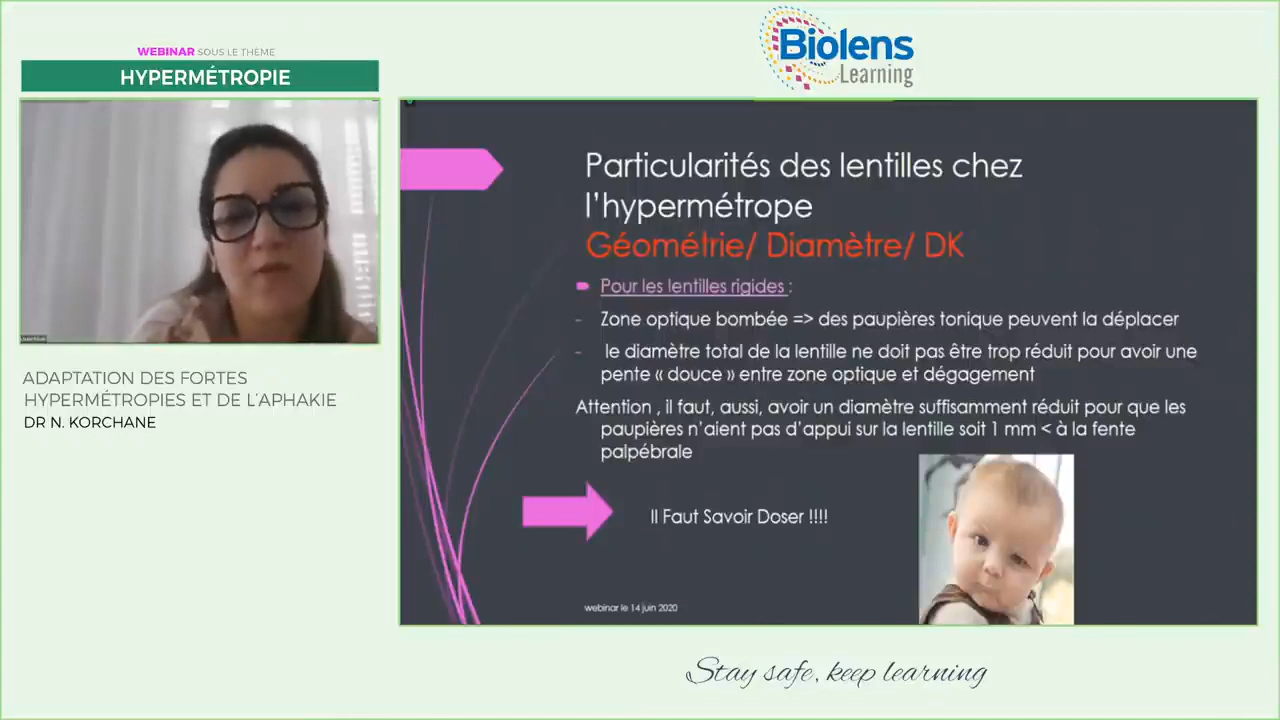 WEBINAR SOUS LE THÈME
HYPERMÉTROPIE
Biolens
Learning
ADAPTATION DES FORTES
HYPERMÉTROPIES ET DE L'APHAKIE
DR N. KORCHANE
Particularités des lentilles chez
l'hypermétrope
Géométrie/ Diamètre/ DK
Pour les lentilles rigides :
- Zone optique bombée => des paupières tonique peuvent la déplacer
- le diamètre total de la lentille ne doit pas être trop réduit pour avoir une
pente « douce » entre zone optique et dégagement
Attention , il faut, aussi, avoir un diamètre suffisamment réduit pour que les
paupières n'aient pas d'appui sur la lentille soit 1 mm < à la fente
palpébrale
Il Faut Savoir Doser !!!!
webinar le 14 juin 2020
Stay safe, keep learning